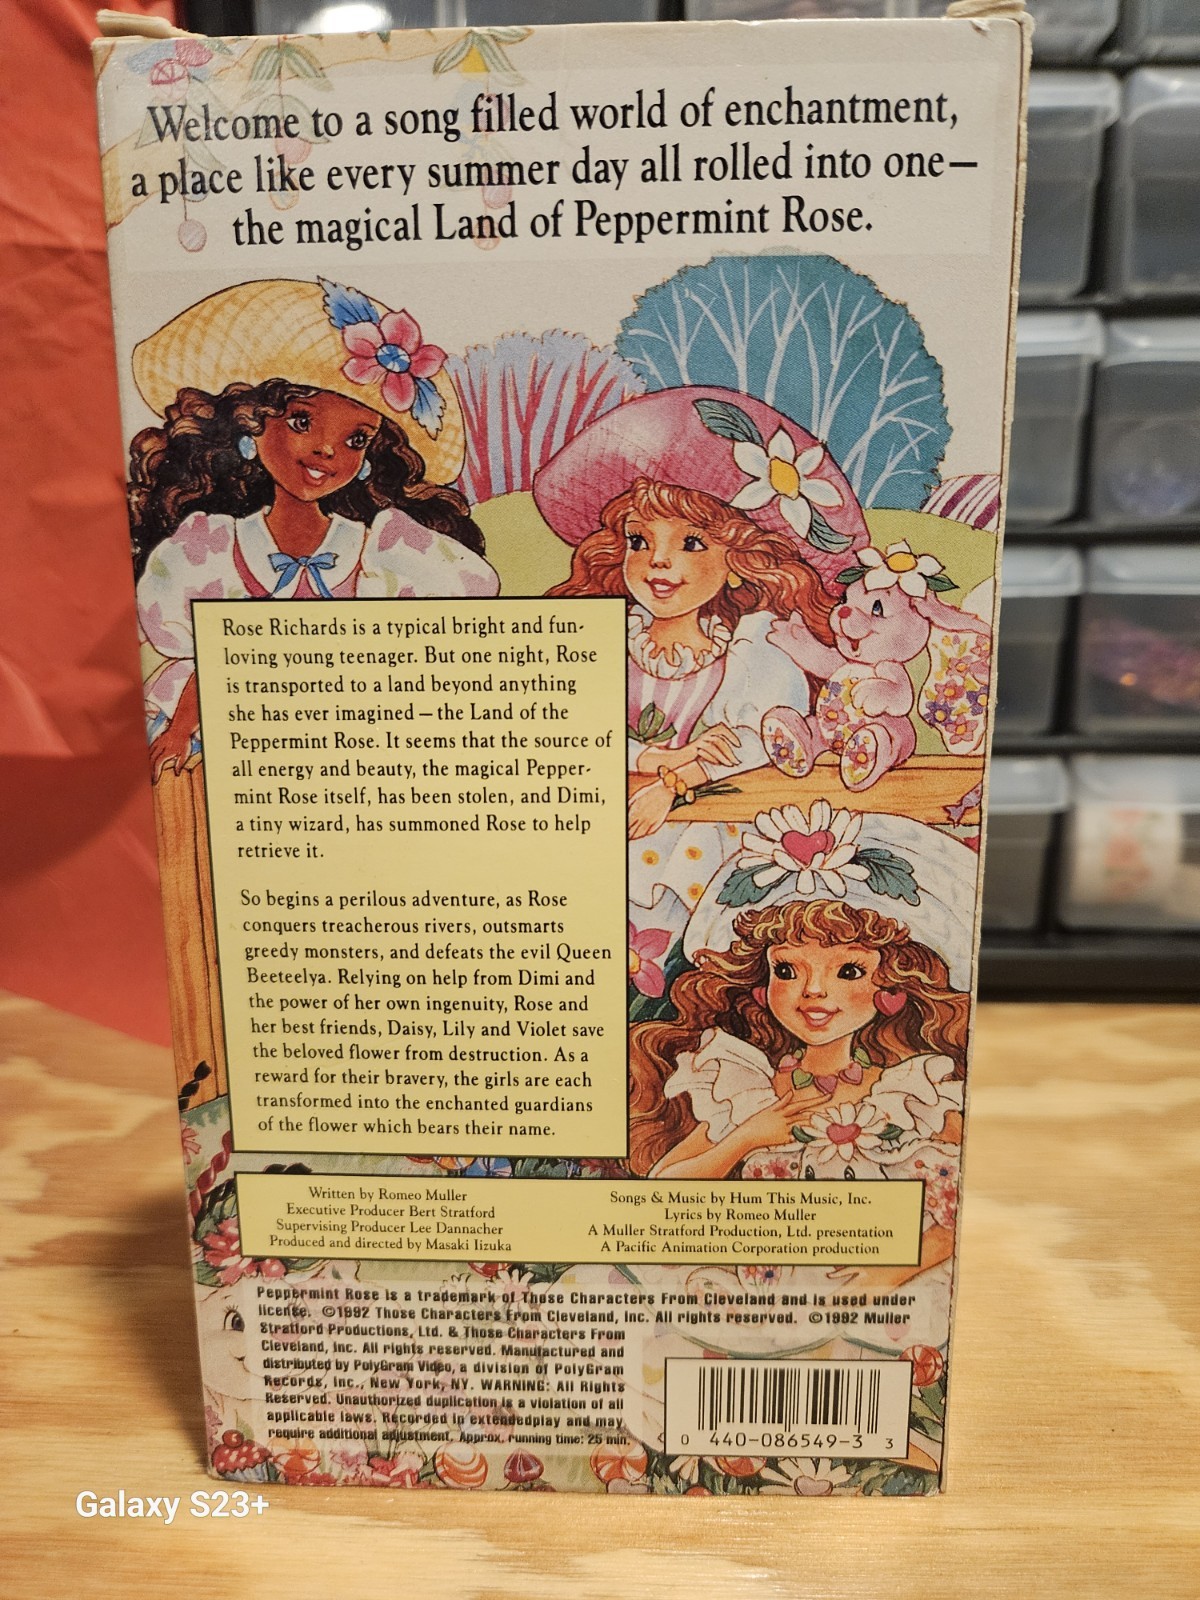 Welcome to a song filled world of enchantment,
a place like every summer day all rolled into one—
the magical Land of Peppermint Rose.
Rose Richards is a typical bright and fun-
loving young teenager. But one night, Rose
is transported to a land beyond anything
she has ever imagined – the Land of the
Peppermint Rose. It seems that the source of
all energy and beauty, the magical Pepper-
mint Rose itself, has been stolen, and Dimi,
a tiny wizard, has summoned Rose to help
retrieve it.
So begins a perilous adventure, as Rose
conquers treacherous rivers, outsmarts
greedy monsters, and defeats the evil Queen
Beeteelya. Relying on help from Dimi and
the power of her own ingenuity, Rose and
her best friends, Daisy, Lily and Violet save
the beloved flower from destruction. As a
reward for their bravery, the girls are each
transformed into the enchanted guardians
of the flower which bears their name.
Written by Romeo Muller
Executive Producer Bert Stratford
Supervising Producer Lee Dannacher
Produced and directed by Masaki Iizuka
Songs & Music by Hum This Music, Inc.
Lyrics by Romeo Muller
A Muller Stratford Production, Ltd. presentation
A Pacific Animation Corporation production
Peppermint Rose is a trademark of Those Characters From Cleveland and is used under
license. ©1992 Those Characters From Cleveland, Inc. All rights reserved. ©1992 Muller
Stratford Productions, Ltd. & Those Characters From
Cleveland, Inc. All rights reserved. Manufactured and
distributed by PolyGram Video, a division of PolyGram
Records, Inc., New York, NY. WARNING: All Rights
Reserved. Unauthorized duplication is a violation of all
applicable laws. Recorded in extendedplay and may
require additional adjustment. Approx. running time: 25 min.
0 440-086549-3 3
Galaxy S23+